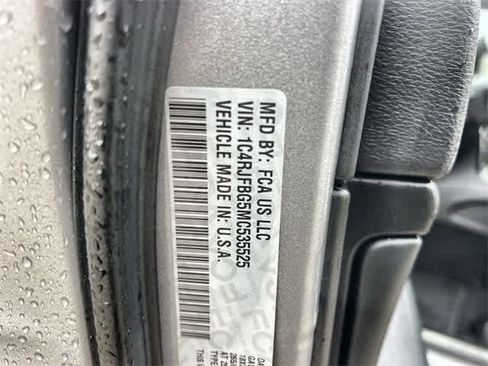 MFD BY: FCA US LLC
VIN: 1C4RJFBG5MC535525
VEHICLE MADE IN: U.S.A.